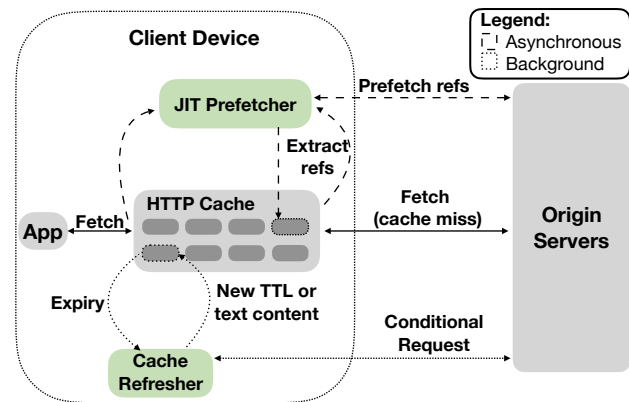 Client Device
Legend:
Asynchronous
Background
JIT Prefetcher
Prefetch refs
Extract
refs
HTTP Cache
App
Fetch
Fetch
(cache miss)
Origin
Servers
Expiry
New TTL or
text content
Conditional
Request
Cache
Refresher